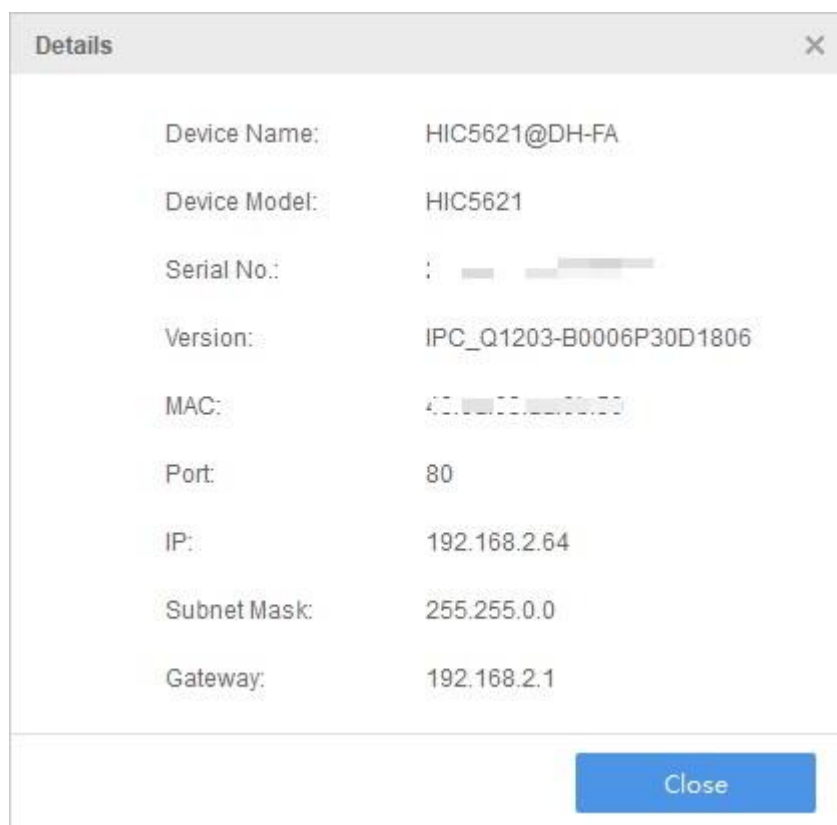 Details
Device Name: HIC5621@DH-FA
Device Model: HIC5621
Serial No.:
Version: IPC_Q1203-B0006P30D1806
MAC:
Port: 80
IP: 192.168.2.64
Subnet Mask: 255.255.0.0
Gateway: 192.168.2.1
Close